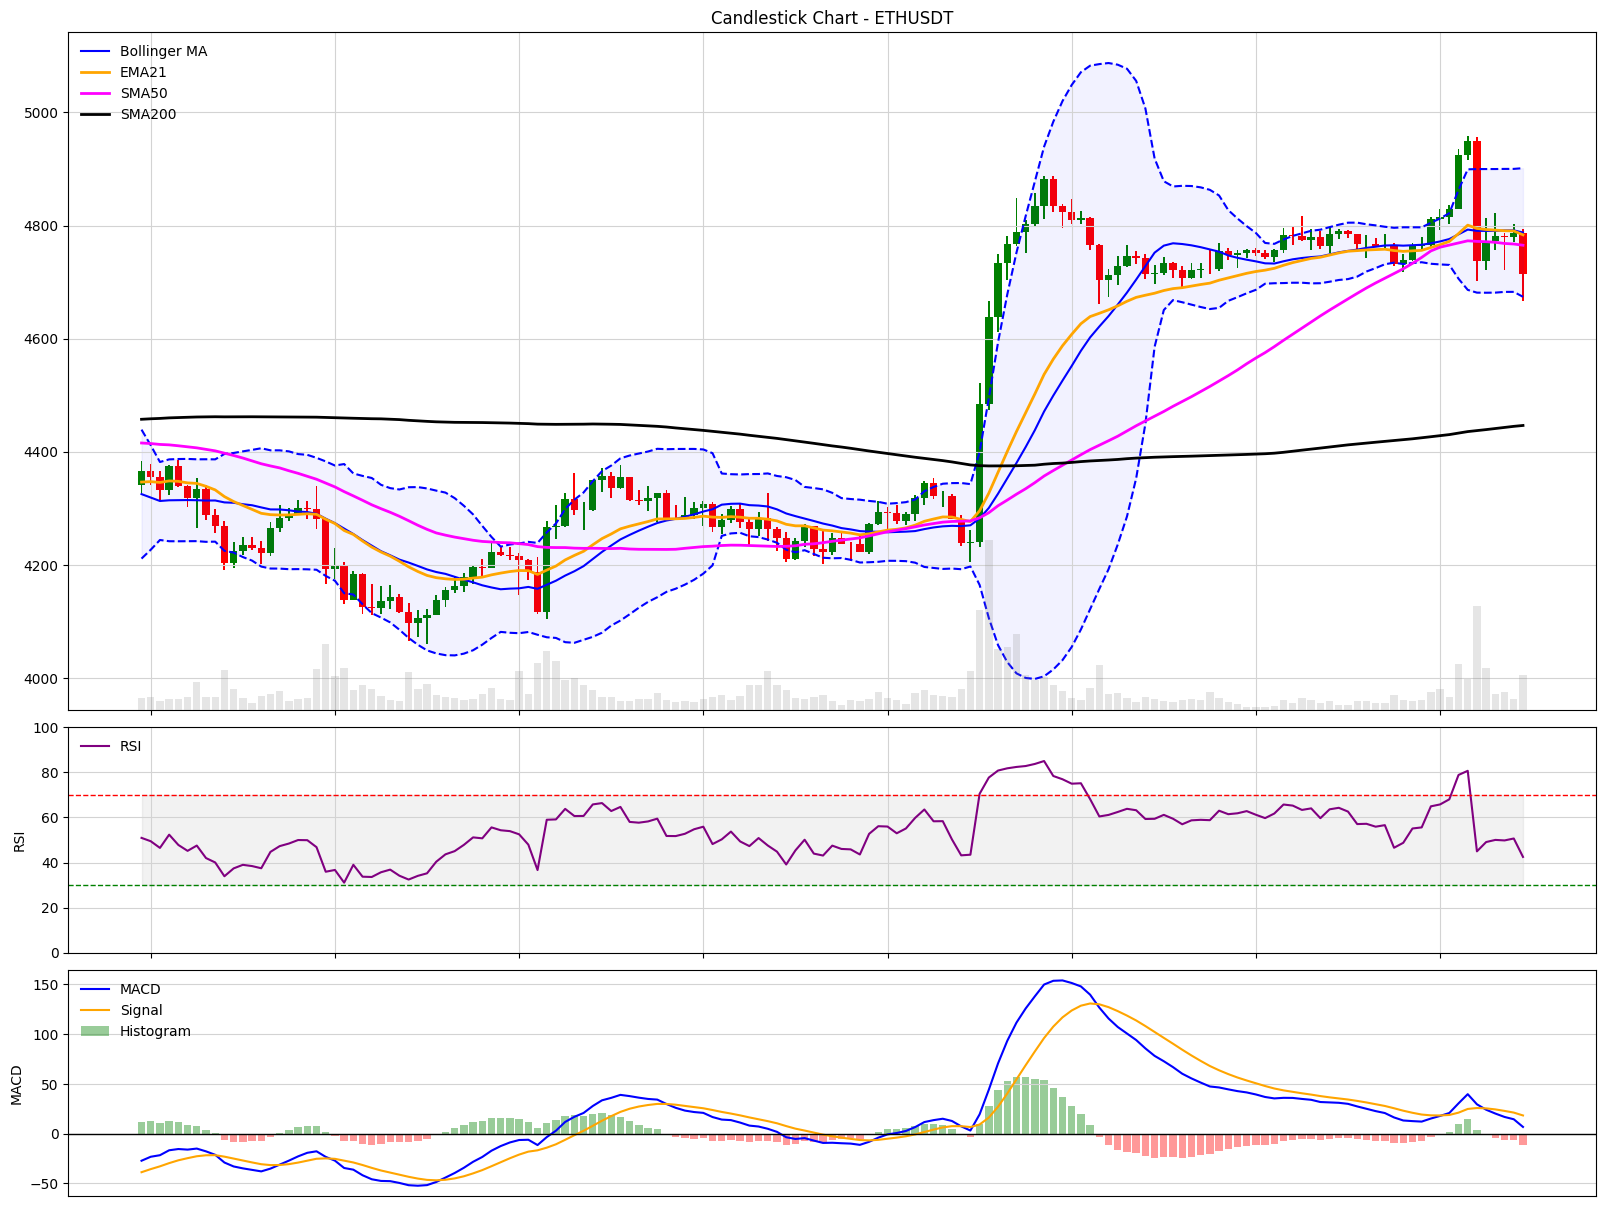 Candlestick Chart - ETHUSDT
Bollinger MA
EMA21
SMA50
SMA200
5000
4800
4600
4400
4200
4000
100
80
60
40
20
0
RSI
RSI
150
100
50
0
−50
MACD
MACD
Signal
Histogram